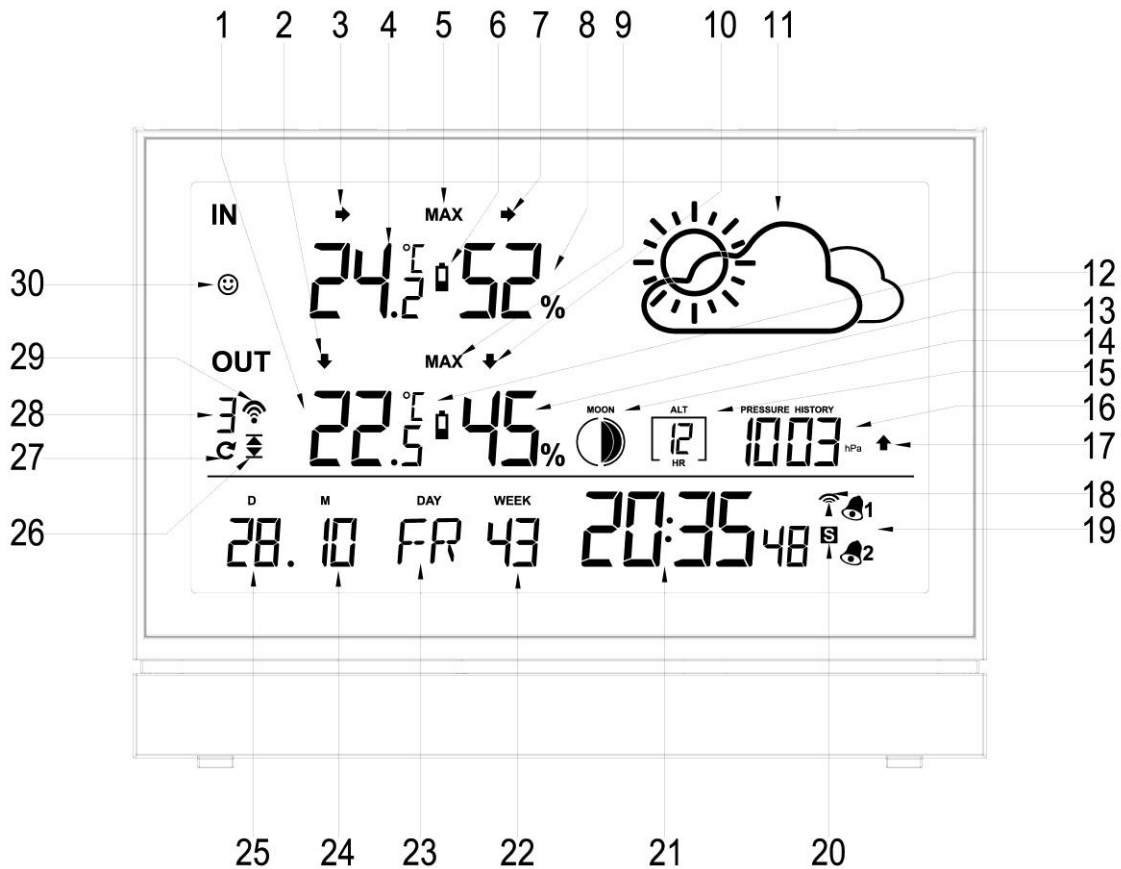 1 2 3 4 5 6 7 8 9 10 11
IN MAX
24.2 °C 52 %
30
12
13
OUT MAX
14
29
15
28 3 22.5 °C 45 % MOON ALT PRESSURE HISTORY 16
12 HR 1003 hPa 17
27
D M DAY WEEK 18
26 28. 10 FR 43 20:35 48 1 19
S 2
25 24 23 22 21 20